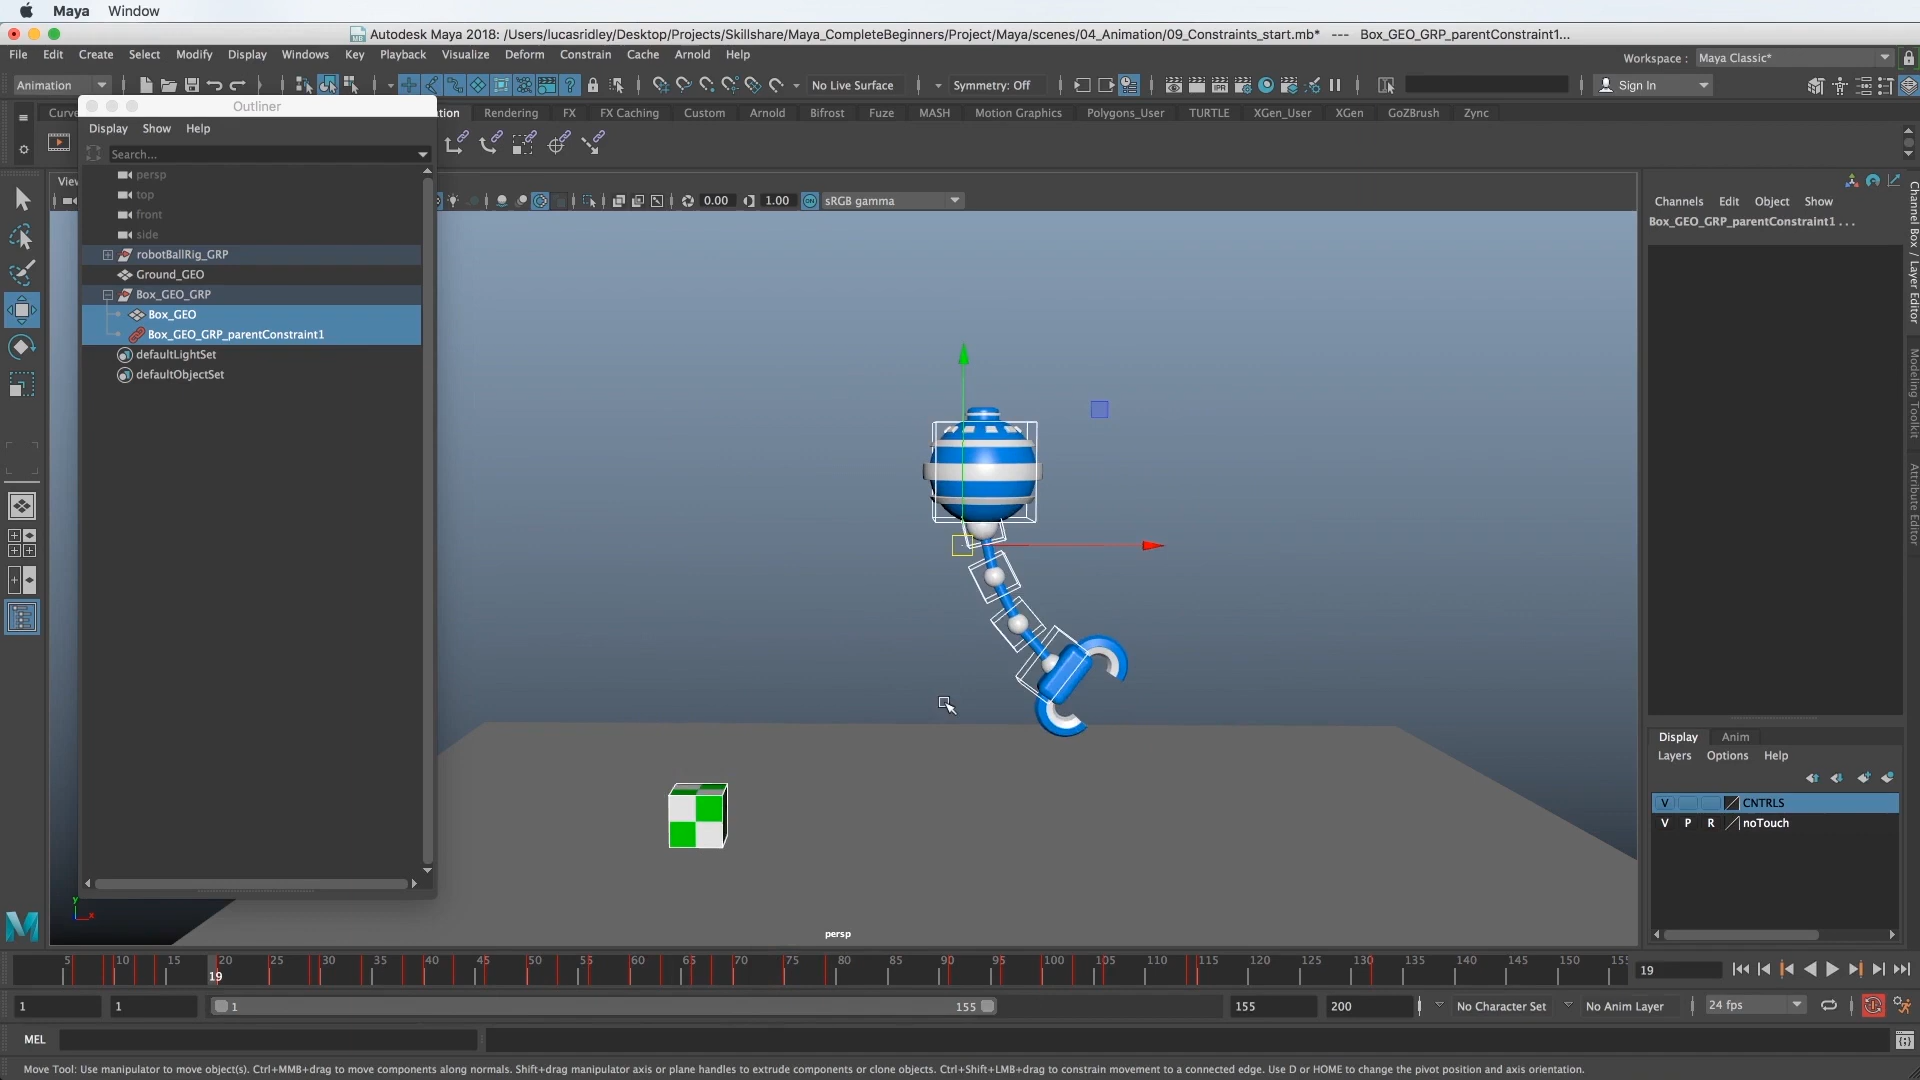 Maya Window
Autodesk Maya 2018: /Users/lucasridley/Desktop/Projects/Skillshare/Maya_CompleteBeginners/Project/Maya/scenes/04_Animation/09_Constraints_start.mb* --- Box_GEO_GRP_parentConstraint1...
File Edit Create Select Modify Display Windows Key Playback Visualize Deform Constrain Cache Arnold Help
Workspace : Maya Classic*
Animation
No Live Surface
Symmetry: Off
Sign In
Outliner
Rendering FX FX Caching Custom Arnold Bifrost Fuze MASH Motion Graphics Polygons_User TURTLE XGen_User XGen GoZBrush Zync
Display Show Help
Search...
0.00 1.00 ON sRGB gamma
persp
top
front
side
robotBallRig_GRP
Ground_GEO
Box_GEO_GRP
Box_GEO
Box_GEO_GRP_parentConstraint1
defaultLightSet
defaultObjectSet
Channels Edit Object Show
Box_GEO_GRP_parentConstraint1 . . .
Channel Box / Layer Editor
Modeling Toolkit
Attribute Editor
Display Anim
Layers Options Help
V CNTRLS
V P R noTouch
y
x
persp
5 10 15 20 25 30 35 40 45 50 55 60 65 70 75 80 85 90 95 100 105 110 115 120 125 130 135 140 145 150
19
19
1 1 1 155 155 200 No Character Set No Anim Layer 24 fps
MEL
Move Tool: Use manipulator to move object(s). Ctrl+MMB+drag to move components along normals. Shift+drag manipulator axis or plane handles to extrude components or clone objects. Ctrl+Shift+LMB+drag to constrain movement to a connected edge. Use D or HOME to change the pivot position and axis orientation.